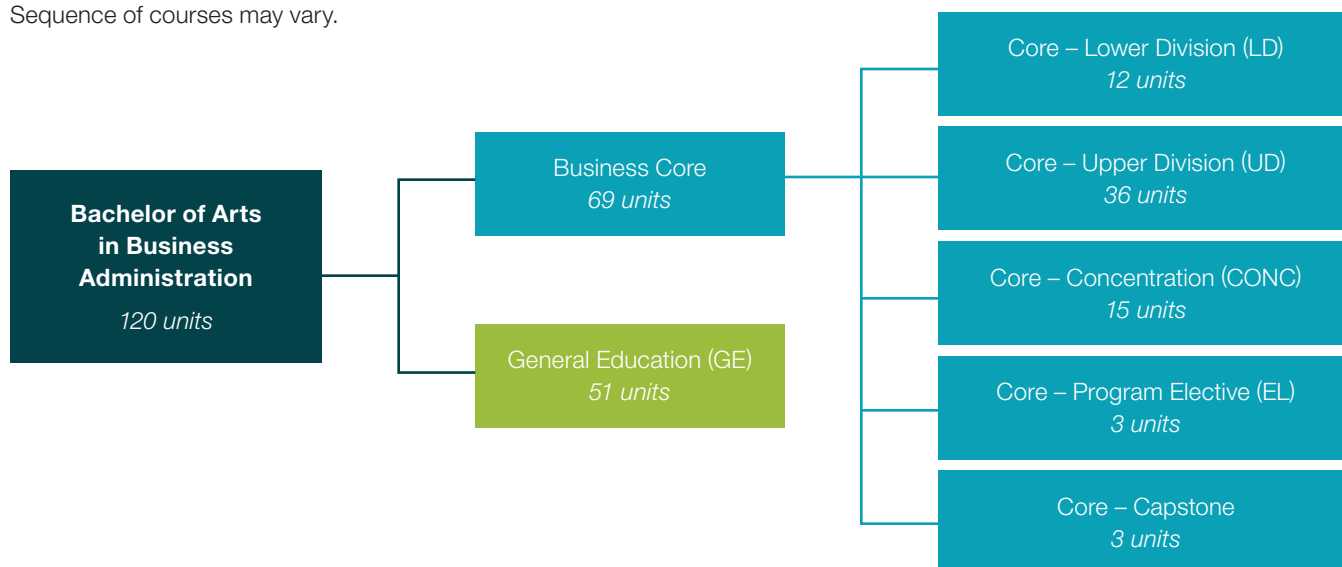 Sequence of courses may vary.
Bachelor of Arts
in Business
Administration
120 units
Business Core
69 units
General Education (GE)
51 units
Core – Lower Division (LD)
12 units
Core – Upper Division (UD)
36 units
Core – Concentration (CONC)
15 units
Core – Program Elective (EL)
3 units
Core – Capstone
3 units